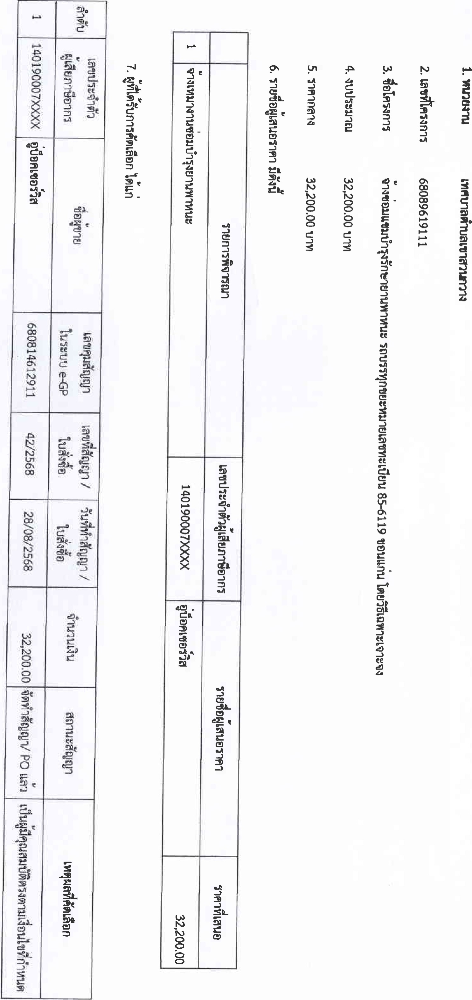 1. หน่วยงาน เทศบาลตำบลเขาสวนกวาง
2. เลขที่โครงการ 68089619111
3. ชื่อโครงการ จ้างซ่อมแซมบำรุงรักษายานพาหนะ รถบรรทุกขยะหมายเลขทะเบียน 85-6119 ขอนแก่น โดยวิธีเฉพาะเจาะจง
4. งบประมาณ 32,200.00 บาท
5. ราคากลาง 32,200.00 บาท
6. รายชื่อผู้เสนอราคา มีดังนี้
รายการพิจารณา เลขประจำตัวผู้เสียภาษีอากร รายชื่อผู้เสนอราคา ราคาที่เสนอ
1 จ้างเหมางานซ่อมบำรุงยานพาหนะ 140190007XXXX อู่บ๊อคเซอร์วิส 32,200.00
7. ผู้ที่ได้รับการคัดเลือก ได้แก่
ลำดับ เลขประจำตัว ชื่อผู้ขาย เลขคุมสัญญา เลขที่สัญญา / วันที่ทำสัญญา / จำนวนเงิน สถานะสัญญา เหตุผลที่คัดเลือก
ผู้เสียภาษีอากร ในระบบ e-GP ใบสั่งซื้อ ใบสั่งซื้อ
1 140190007XXXX อู่บ๊อคเซอร์วิส 680814612911 42/2568 28/08/2568 32,200.00 จัดทำสัญญา/ PO แล้ว เป็นผู้มีคุณสมบัติตรงตามเงื่อนไขที่กำหนด